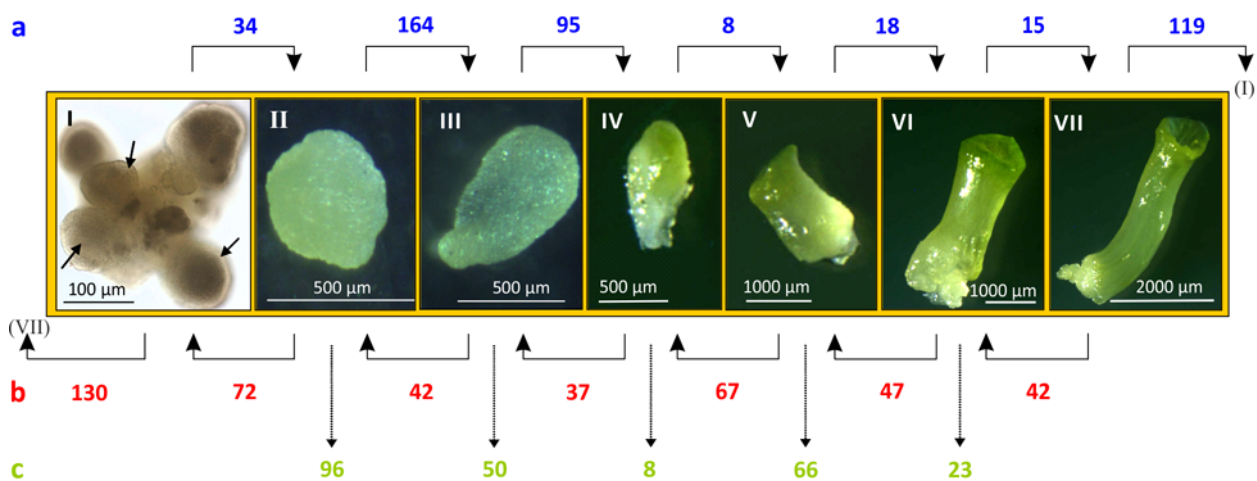 a 34 164 95 8 18 15 119
(I)
I II III IV V VI VII
100 µm 500 µm 500 µm 500 µm 1000 µm 1000 µm 2000 µm
(VII)
b 130 72 42 37 67 47 42
c 96 50 8 66 23